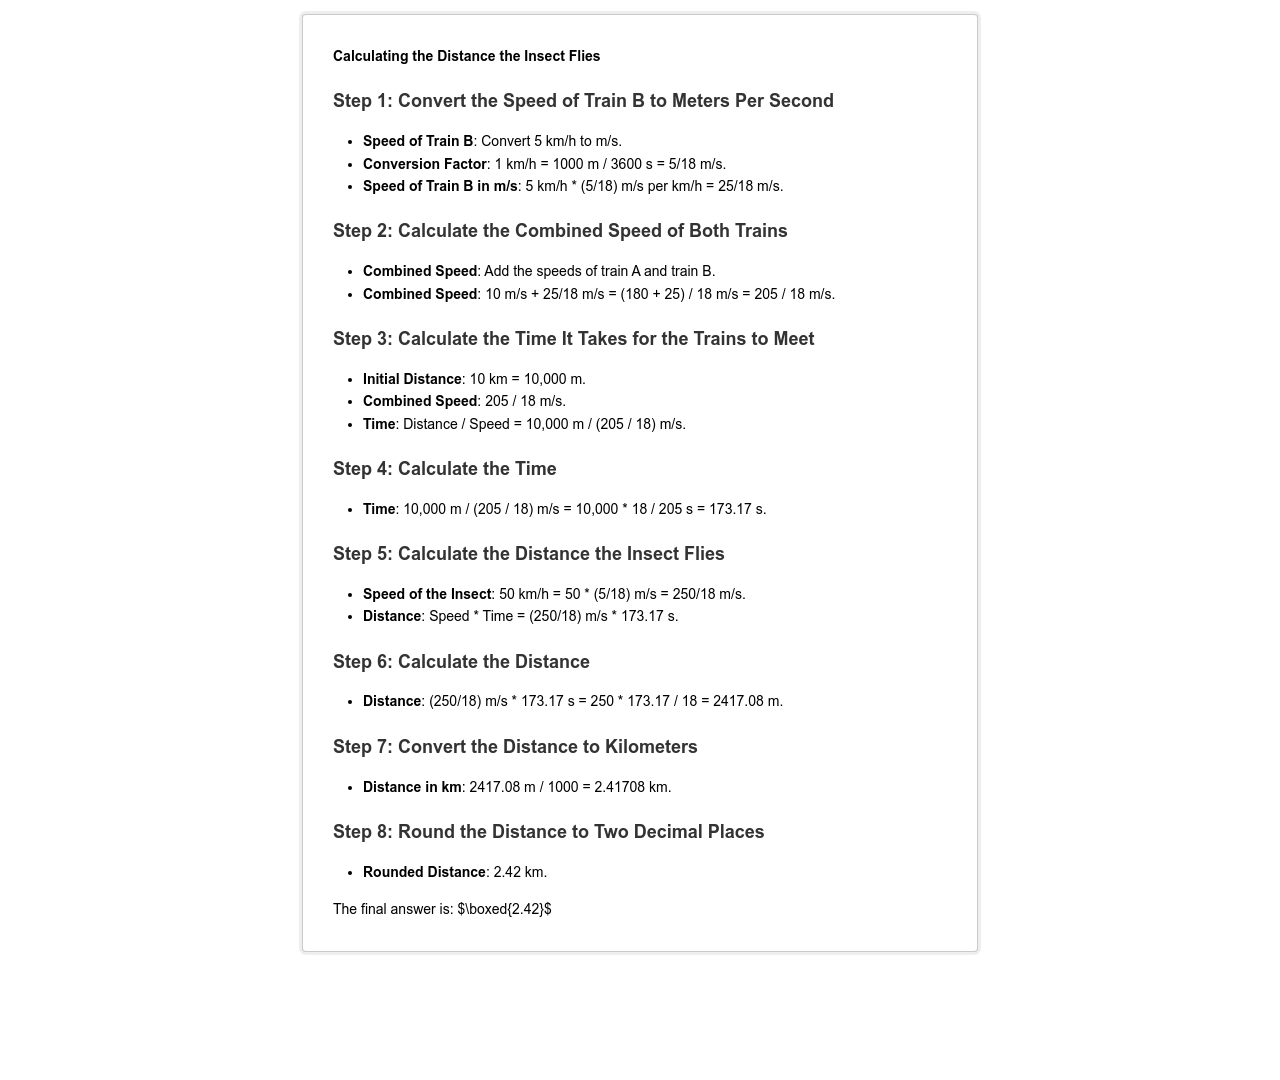 Calculating the Distance the Insect Flies
Step 1: Convert the Speed of Train B to Meters Per Second
• Speed of Train B: Convert 5 km/h to m/s.
• Conversion Factor: 1 km/h = 1000 m / 3600 s = 5/18 m/s.
• Speed of Train B in m/s: 5 km/h * (5/18) m/s per km/h = 25/18 m/s.
Step 2: Calculate the Combined Speed of Both Trains
• Combined Speed: Add the speeds of train A and train B.
• Combined Speed: 10 m/s + 25/18 m/s = (180 + 25) / 18 m/s = 205 / 18 m/s.
Step 3: Calculate the Time It Takes for the Trains to Meet
• Initial Distance: 10 km = 10,000 m.
• Combined Speed: 205 / 18 m/s.
• Time: Distance / Speed = 10,000 m / (205 / 18) m/s.
Step 4: Calculate the Time
• Time: 10,000 m / (205 / 18) m/s = 10,000 * 18 / 205 s = 173.17 s.
Step 5: Calculate the Distance the Insect Flies
• Speed of the Insect: 50 km/h = 50 * (5/18) m/s = 250/18 m/s.
• Distance: Speed * Time = (250/18) m/s * 173.17 s.
Step 6: Calculate the Distance
• Distance: (250/18) m/s * 173.17 s = 250 * 173.17 / 18 = 2417.08 m.
Step 7: Convert the Distance to Kilometers
• Distance in km: 2417.08 m / 1000 = 2.41708 km.
Step 8: Round the Distance to Two Decimal Places
• Rounded Distance: 2.42 km.
The final answer is: $\boxed{2.42}$